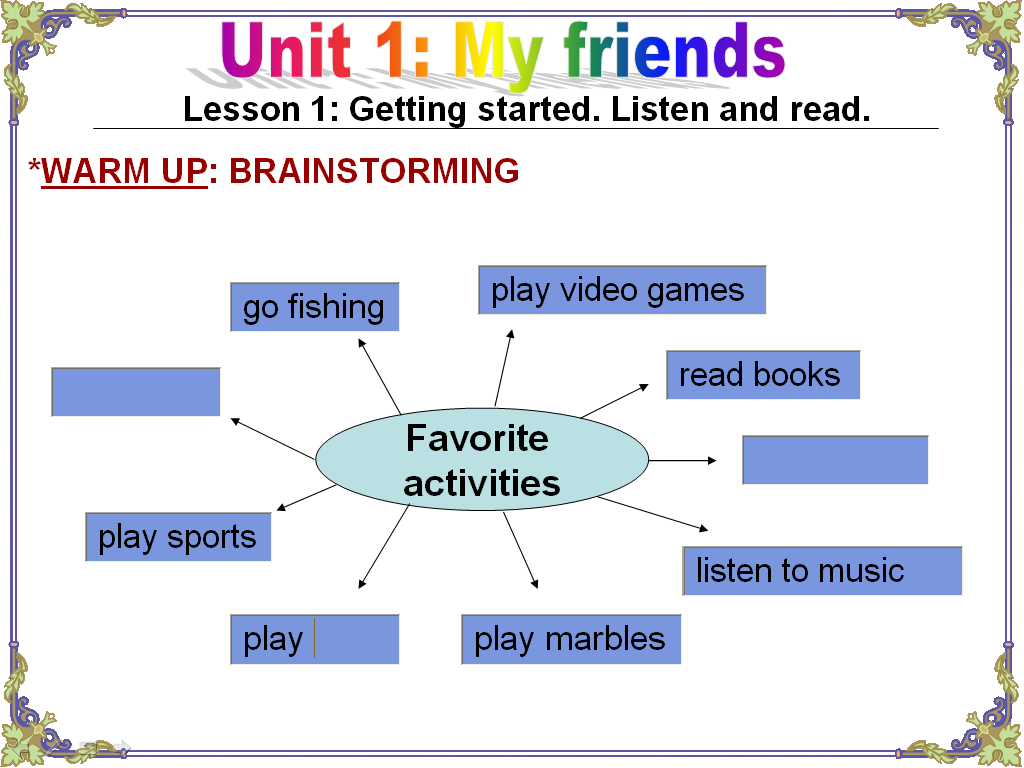 Unit 1: My friends
Lesson 1: Getting started. Listen and read.
*WARM UP: BRAINSTORMING
play video games
go fishing
read books
Favorite
activities
play sports
listen to music
play
play marbles